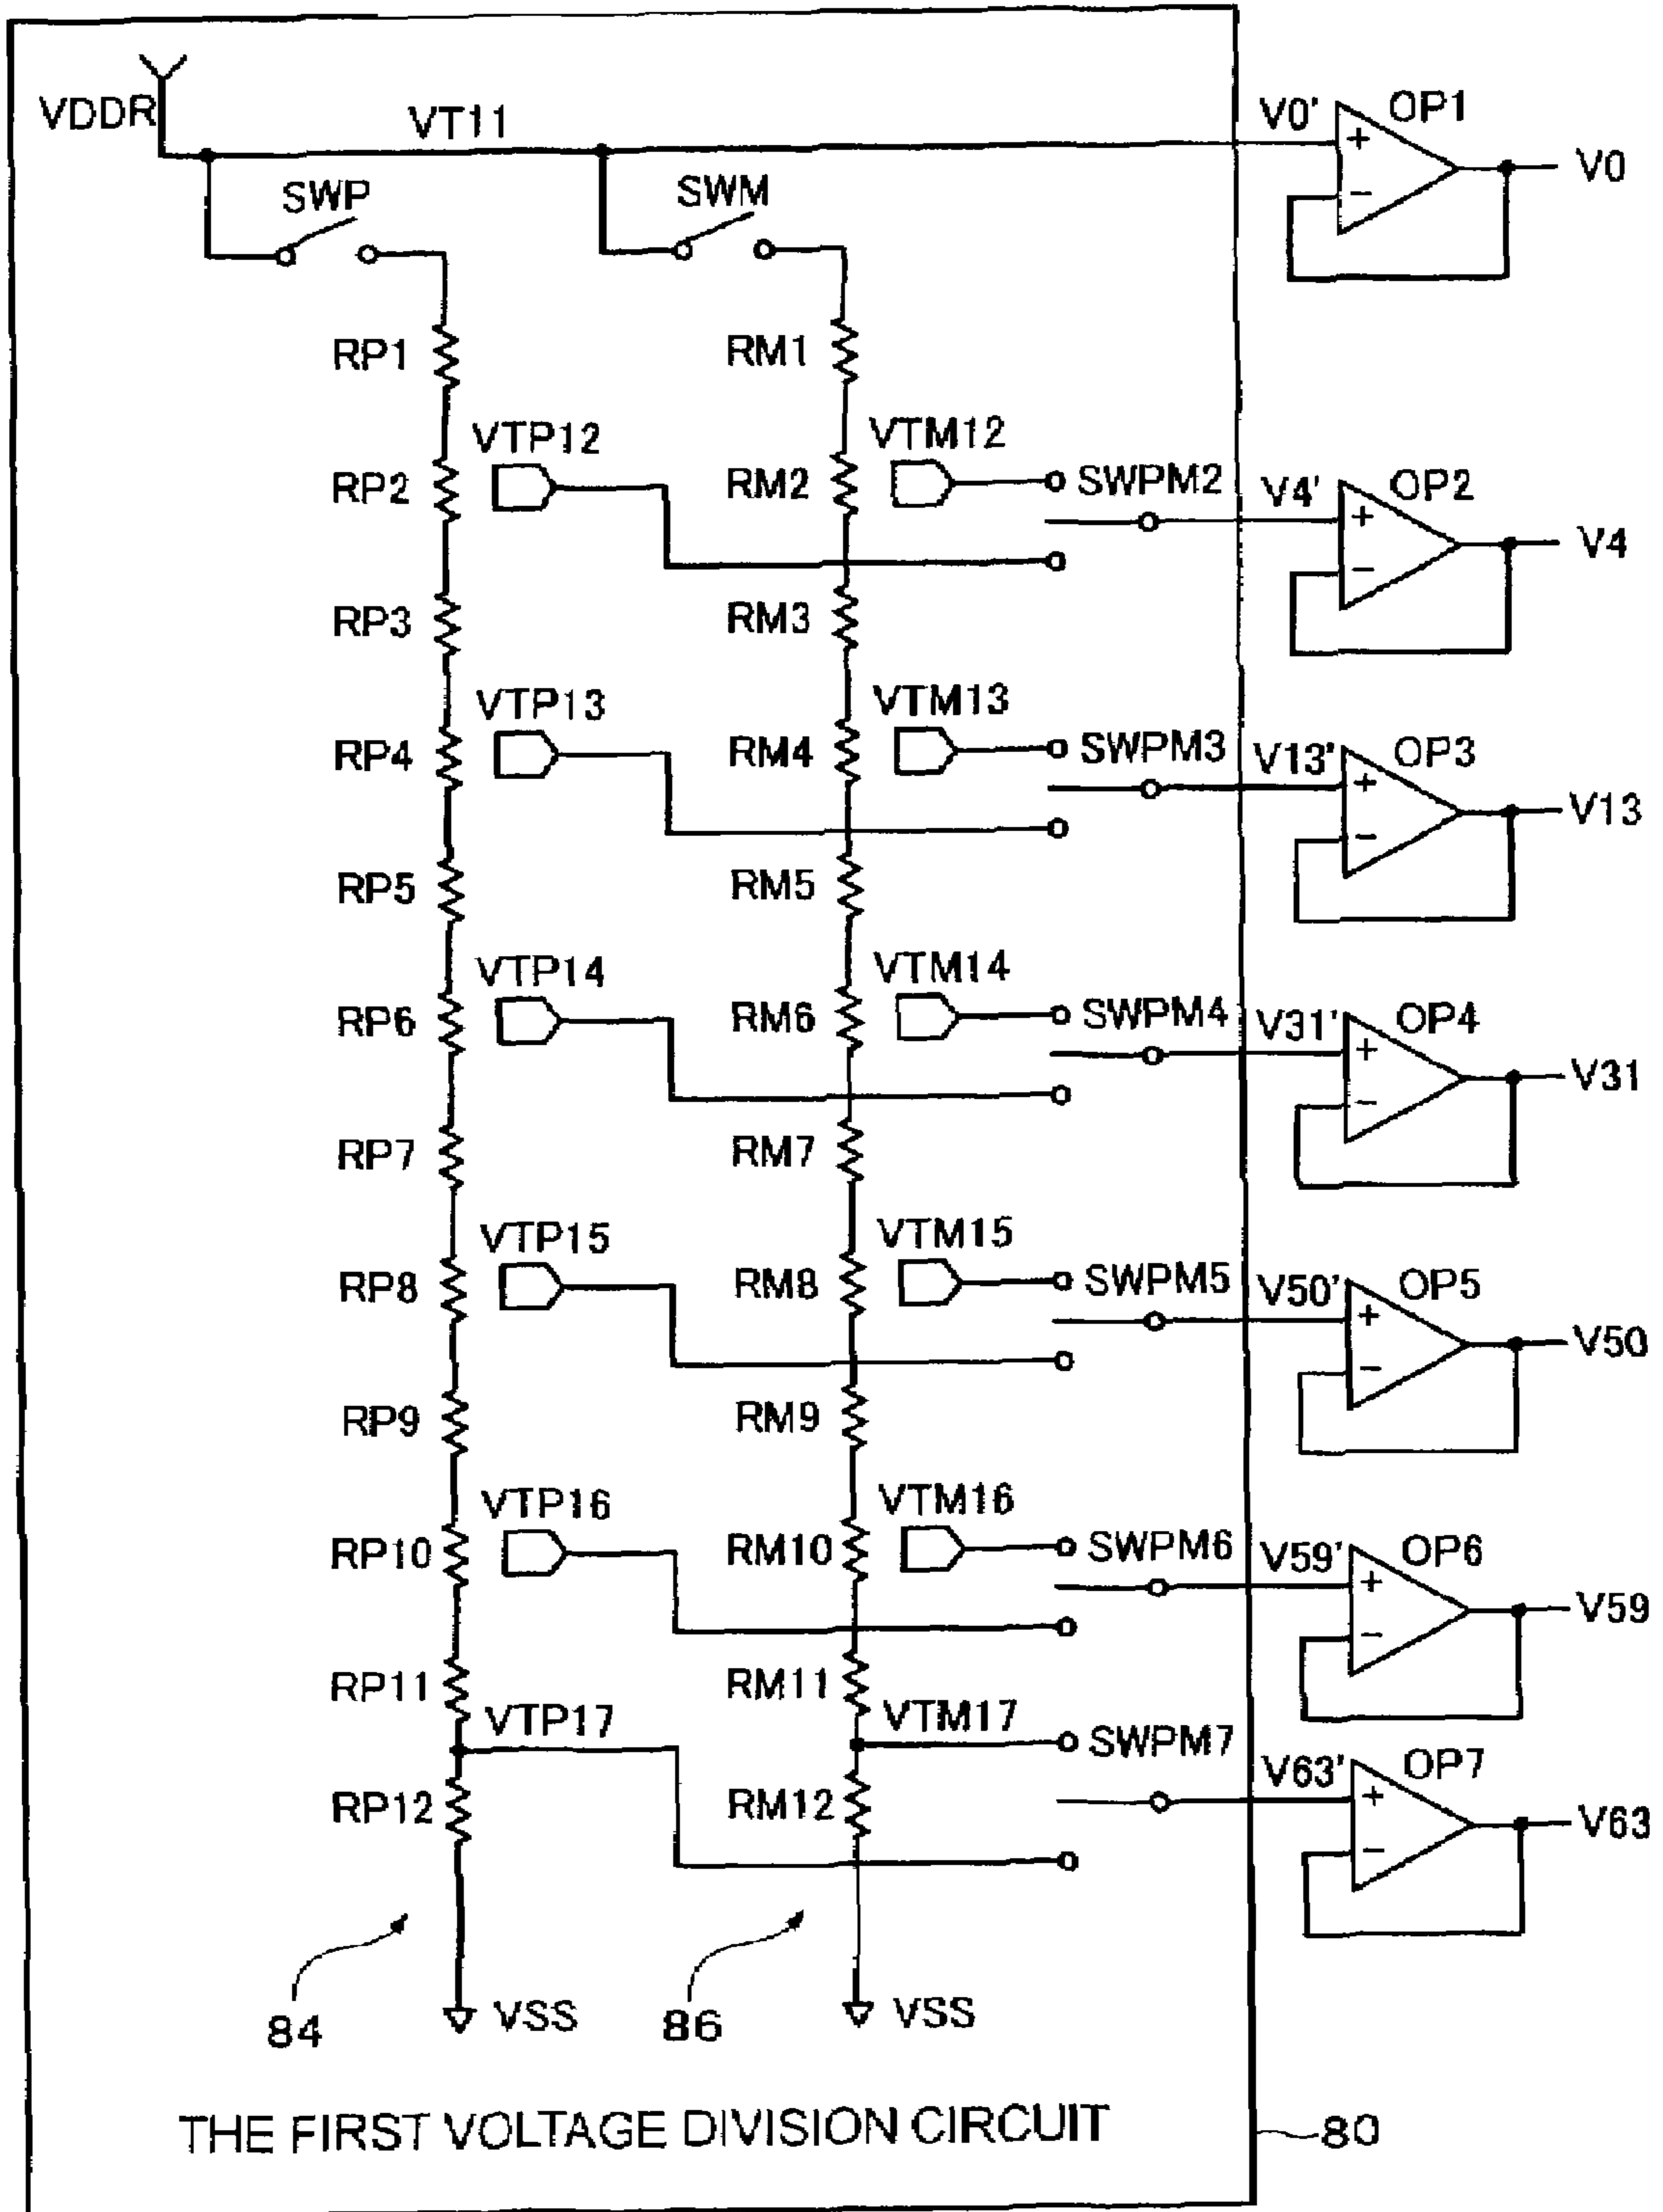 VDDR VT11 V0' OP1
+
− V0
SWP SWM
RP1 RM1
VTP12 VTM12
RP2 RM2 SWPM2 V4' OP2
+
− V4
RP3 RM3
VTP13 VTM13
RP4 RM4 SWPM3 V13' OP3
+
− V13
RP5 RM5
VTP14 VTM14
RP6 RM6 SWPM4 V31' OP4
+
− V31
RP7 RM7
VTP15 VTM15
RP8 RM8 SWPM5 V50' OP5
+
− V50
RP9 RM9
VTP16 VTM16
RP10 RM10 SWPM6 V59' OP6
+
− V59
RP11 RM11
VTP17 VTM17 SWPM7
RP12 RM12 V63' OP7
+
− V63
84 VSS 86 VSS
THE FIRST VOLTAGE DIVISION CIRCUIT 80